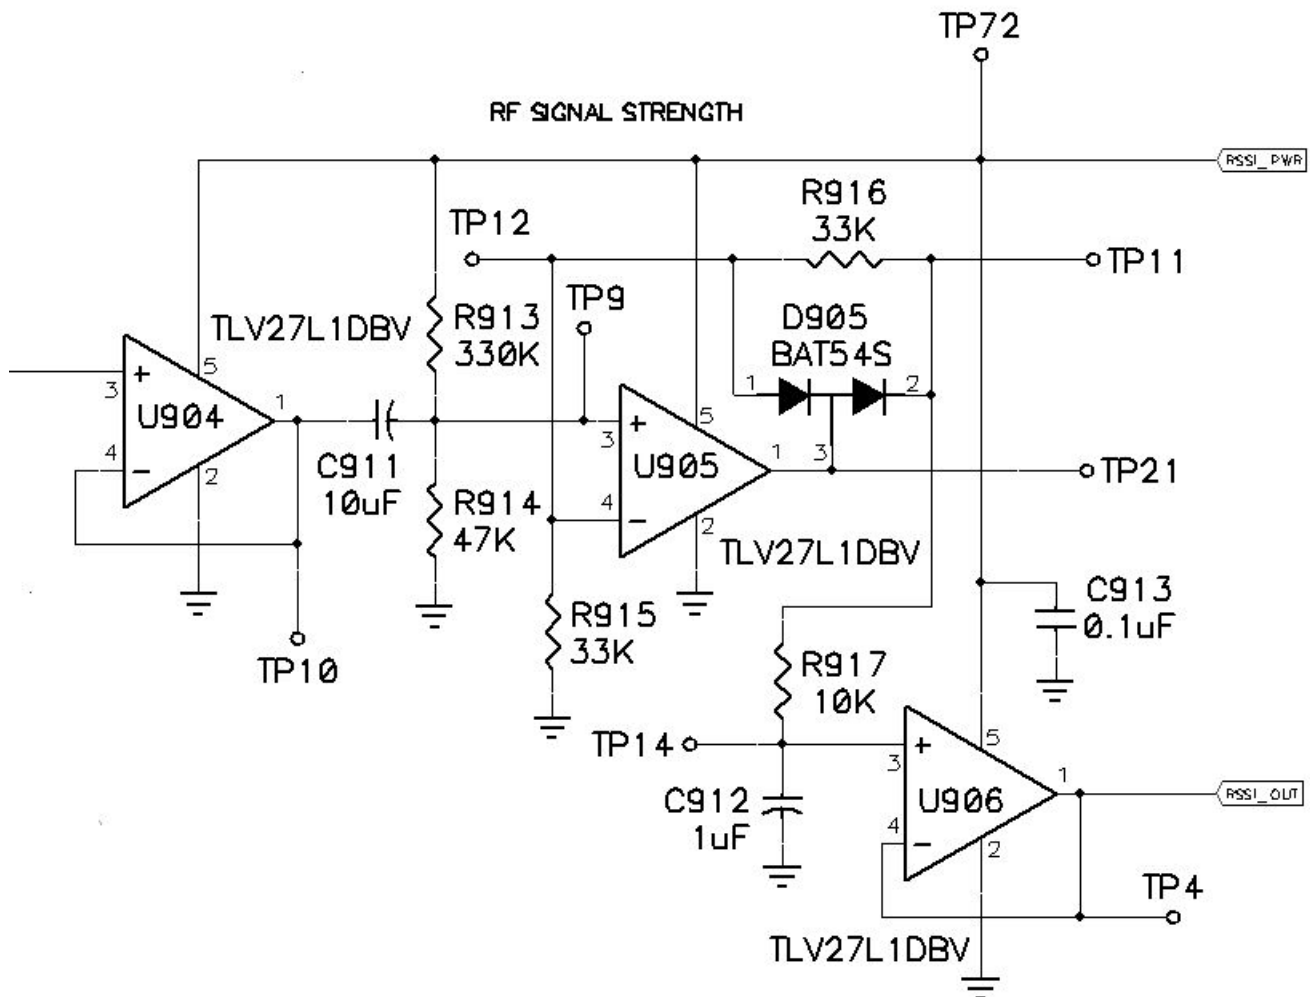 TP72
RF SIGNAL STRENGTH
RSSI_PWR
R916
33K
TP12
TP11
TP9
TLV27L1DBV
R913
330K
D905
BAT54S
5
3
+
U904
1
1
2
C911
10uF
4
−
2
R914
47K
3
+
5
U905
1
3
TP21
4
−
2
TLV27L1DBV
TP10
R915
33K
C913
0.1uF
R917
10K
TP14
5
3
+
U906
1
RSSI_OUT
C912
1uF
4
−
2
TP4
TLV27L1DBV